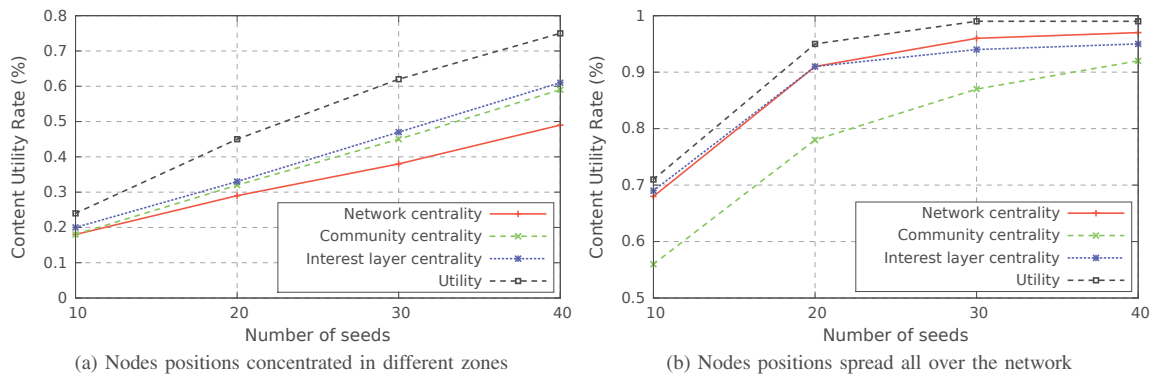 0.8
0.7
0.6
0.5
0.4
0.3
0.2
0.1
0
Content Utility Rate (%)
Network centrality
Community centrality
Interest layer centrality
Utility
10 20 30 40
Number of seeds
(a) Nodes positions concentrated in different zones
1
0.9
0.8
0.7
0.6
0.5
Content Utility Rate (%)
Network centrality
Community centrality
Interest layer centrality
Utility
10 20 30 40
Number of seeds
(b) Nodes positions spread all over the network